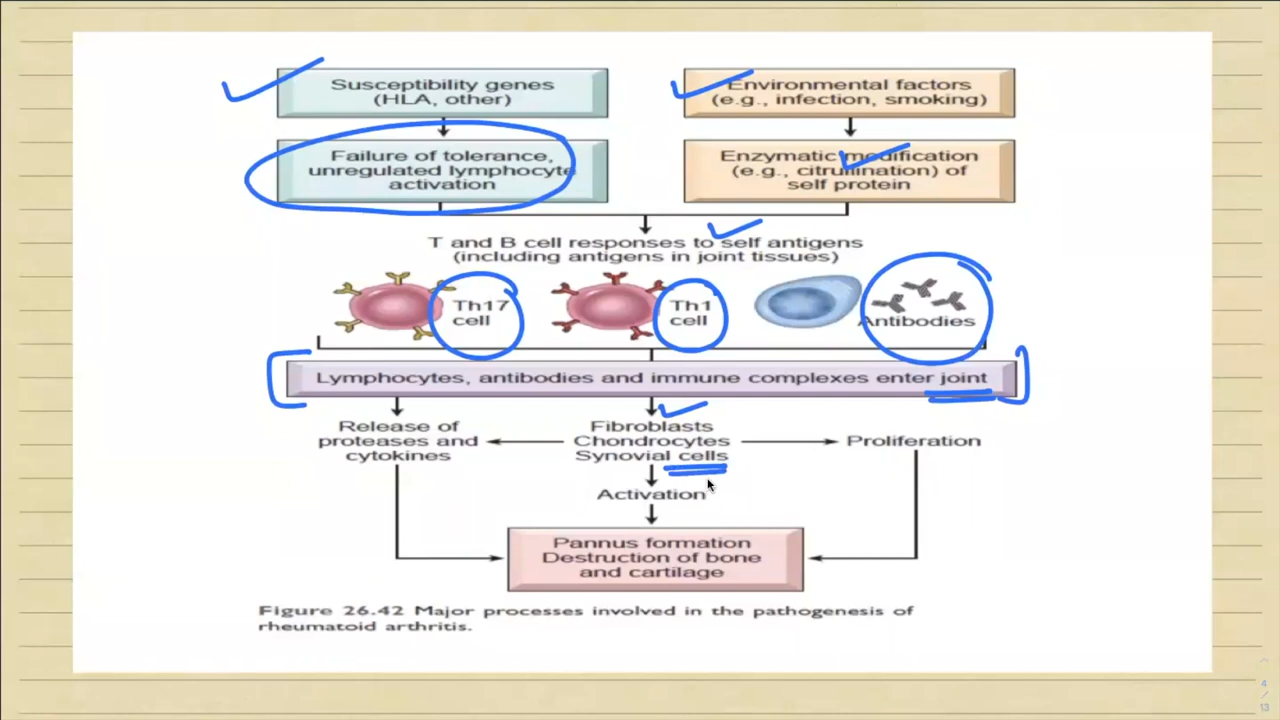 Susceptibility genes
(HLA, other)
Environmental factors
(e.g., infection, smoking)
Failure of tolerance,
unregulated lymphocyte
activation
Enzymatic modification
(e.g., citrullination) of
self protein
T and B cell responses to self antigens
(including antigens in joint tissues)
Th17
cell
Th1
cell
Antibodies
Lymphocytes, antibodies and immune complexes enter joint
Release of
proteases and
cytokines
Fibroblasts
Chondrocytes
Synovial cells
Proliferation
Activation
Pannus formation
Destruction of bone
and cartilage
Figure 26.42 Major processes involved in the pathogenesis of
rheumatoid arthritis.
4
/
13